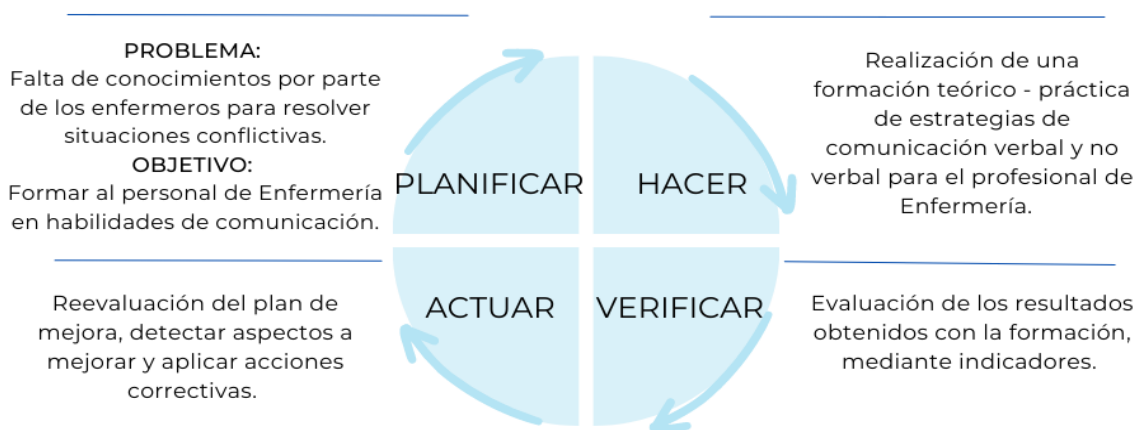 PROBLEMA:
Falta de conocimientos por parte
de los enfermeros para resolver
situaciones conflictivas.
OBJETIVO:
Formar al personal de Enfermería
en habilidades de comunicación.
PLANIFICAR
HACER
Realización de una
formación teórico - práctica
de estrategias de
comunicación verbal y no
verbal para el profesional de
Enfermería.
Reevaluación del plan de
mejora, detectar aspectos a
mejorar y aplicar acciones
correctivas.
ACTUAR
VERIFICAR
Evaluación de los resultados
obtenidos con la formación,
mediante indicadores.